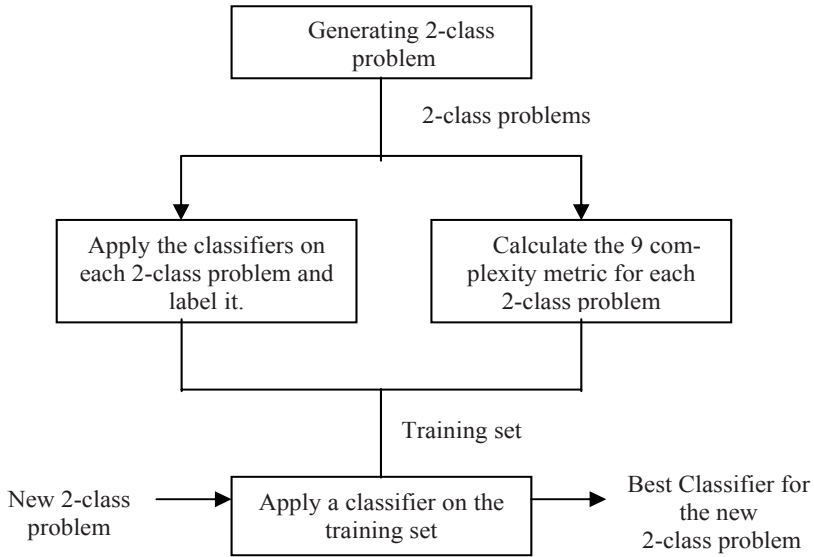 Generating 2-class
problem
2-class problems
Apply the classifiers on
each 2-class problem and
label it.
Calculate the 9 com-
plexity metric for each
2-class problem
Training set
New 2-class
problem
Apply a classifier on the
training set
Best Classifier for
the new
2-class problem